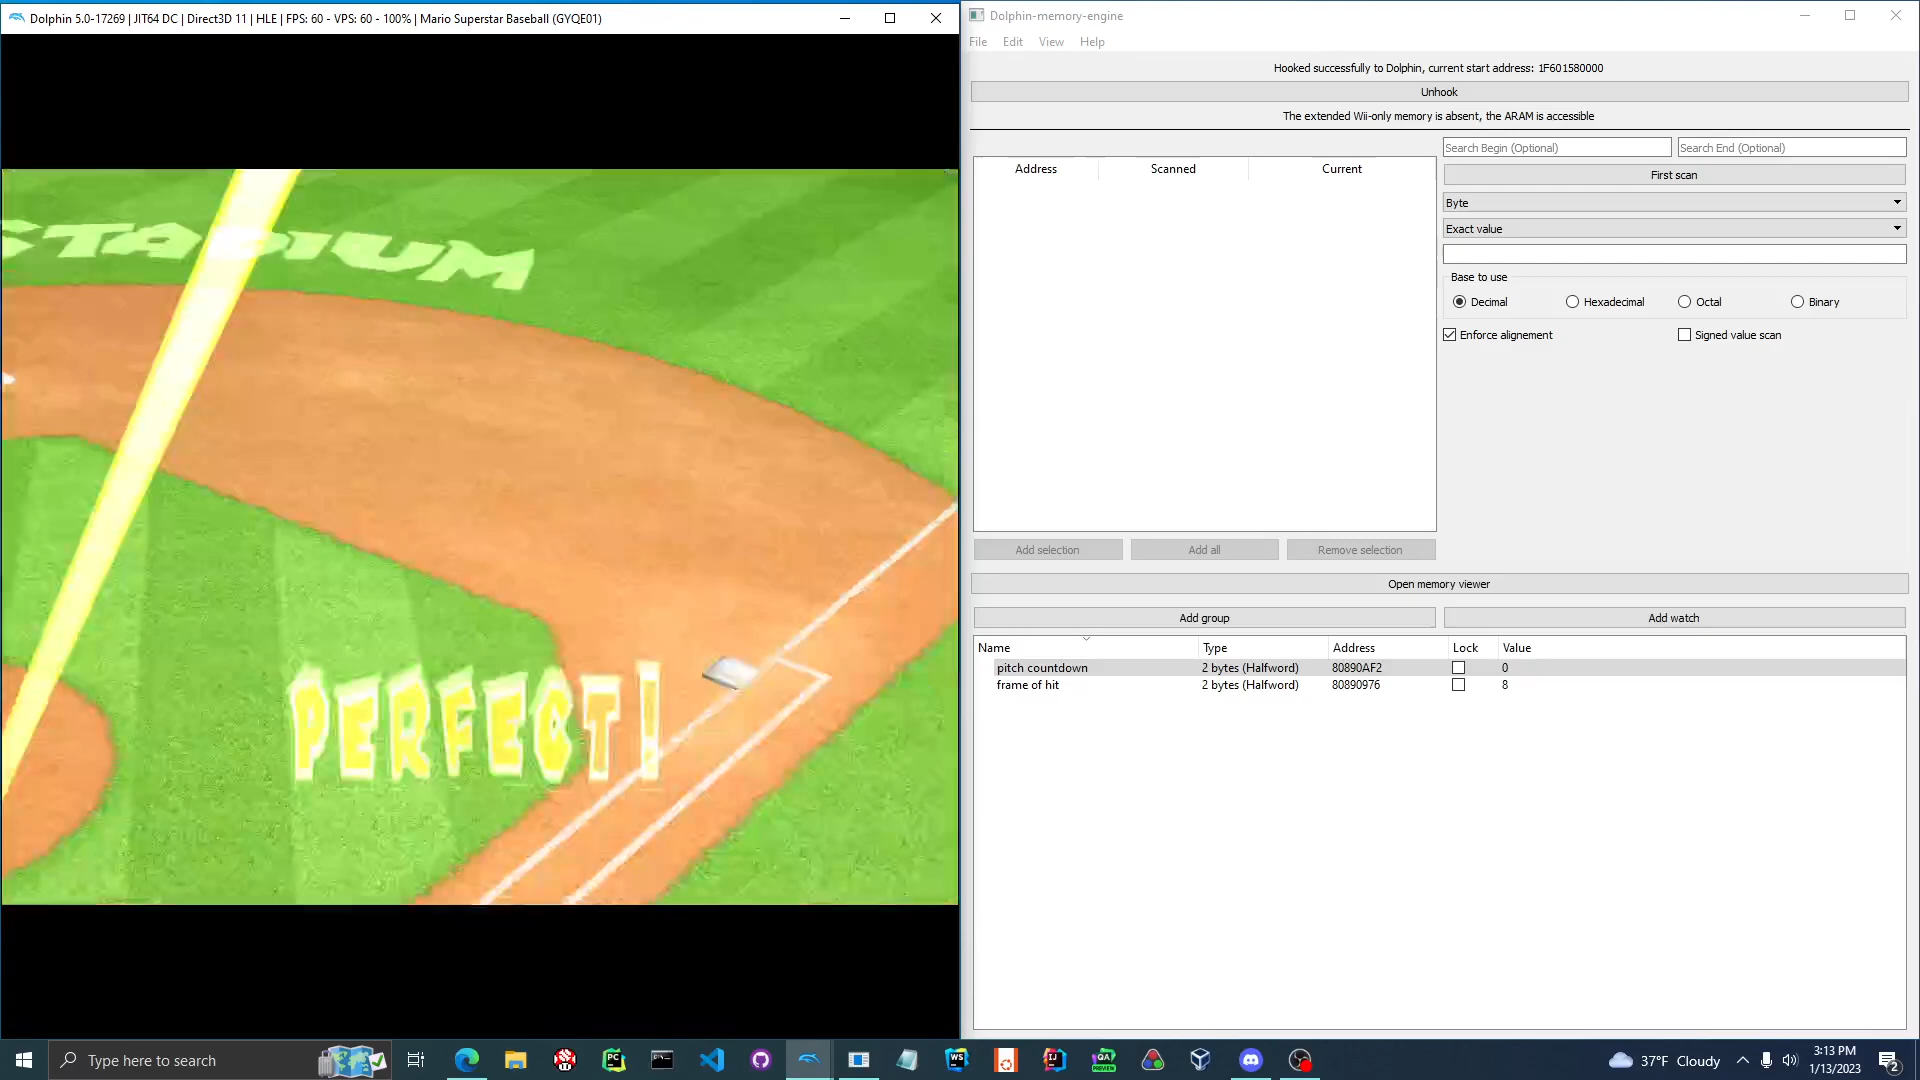 Dolphin 5.0-17269 | JIT64 DC | Direct3D 11 | HLE | FPS: 60 - VPS: 60 - 100% | Mario Superstar Baseball (GYQE01)
STADIUM
PERFECT!
Dolphin-memory-engine
File Edit View Help
Hooked successfully to Dolphin, current start address: 1F601580000
Unhook
The extended Wii-only memory is absent, the ARAM is accessible
Address Scanned Current
Search Begin (Optional) Search End (Optional)
First scan
Byte
Exact value
Base to use
Decimal Hexadecimal Octal Binary
Enforce alignement Signed value scan
Add selection Add all Remove selection
Open memory viewer
Add group Add watch
Name Type Address Lock Value
pitch countdown 2 bytes (Halfword) 80890AF2 0
frame of hit 2 bytes (Halfword) 80890976 8
Type here to search
PC
WS
IJ
QA
PREVIEW
37°F Cloudy
3:13 PM
1/13/2023
2